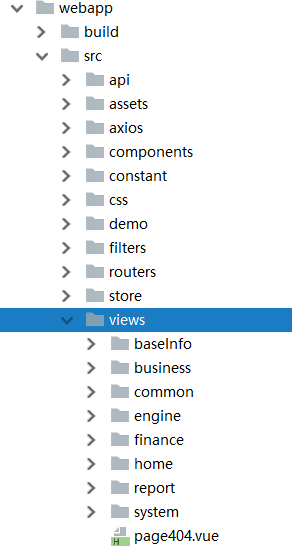 webapp
build
src
api
assets
axios
components
constant
css
demo
filters
routers
store
views
baseInfo
business
common
engine
finance
home
report
system
H
page404.vue